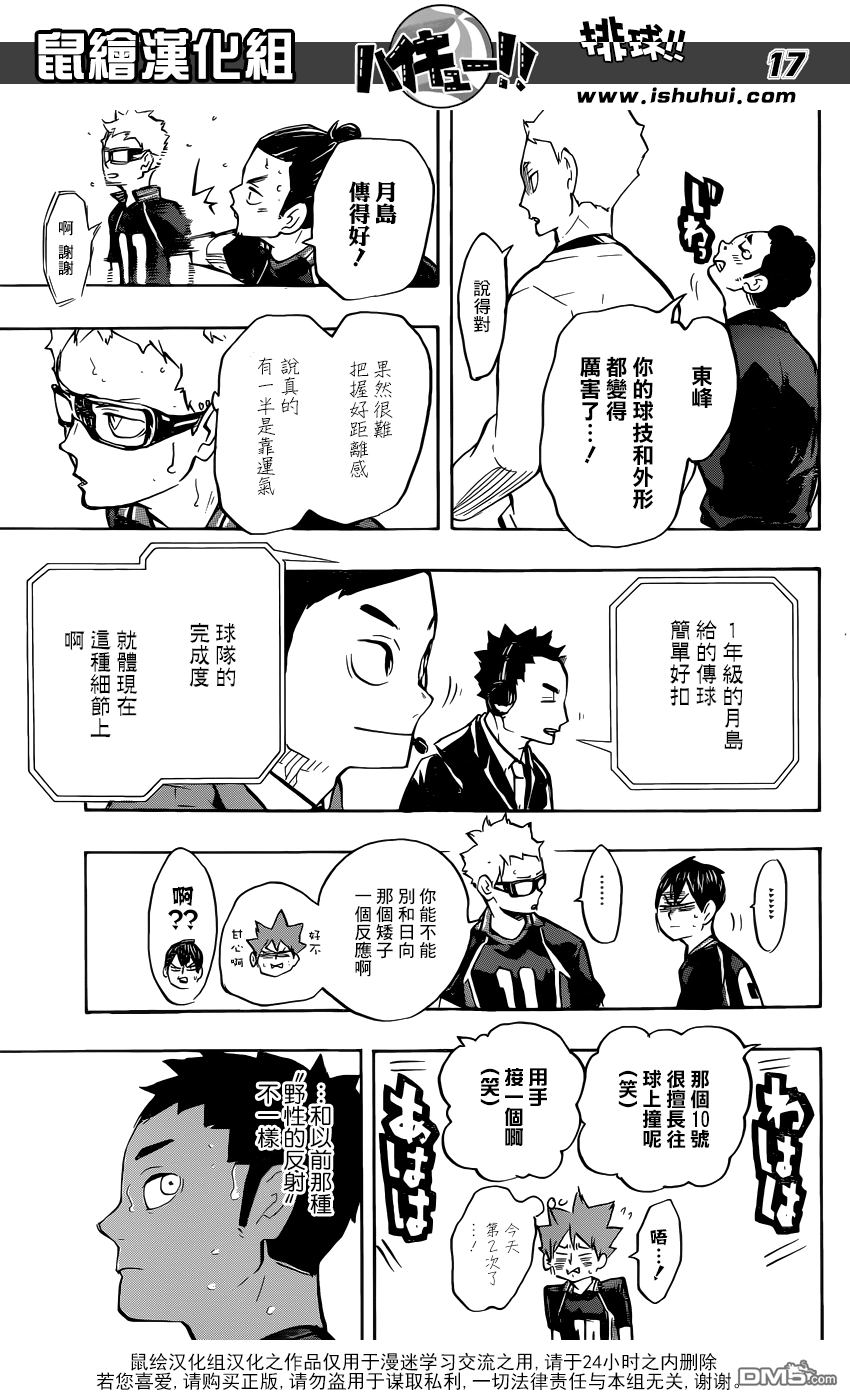 鼠繪漢化組
ハイキュー!!
排球!!
17
www.ishuhui.com
じわっ
東峰
你的球技和外形
都變得
厲害了…!
說得對
月島
傳得好!
啊 謝謝
果然很難
把握好距離感
說真的
有一半是靠運氣
1年級的月島
給的傳球
簡單好扣
球隊的
完成度
就體現在
這種細節上
啊
……
……
你能不能
別和日向
那個矮子
一個反應啊
好不
甘心啊
啊??
11
わはは
那個10號
很擅長往
球上撞呢
(笑)
用手
接一個啊
(笑)
あはは
唔…!
今天
第2次了
…!
…和以前那種
“野性的反射”
不一樣
鼠绘汉化组汉化之作品仅用于漫迷学习交流之用, 请于24小时之内删除
若您喜爱, 请购买正版, 请勿盗用于谋取私利, 一切法律责任与本组无关, 谢谢。
DM5.com